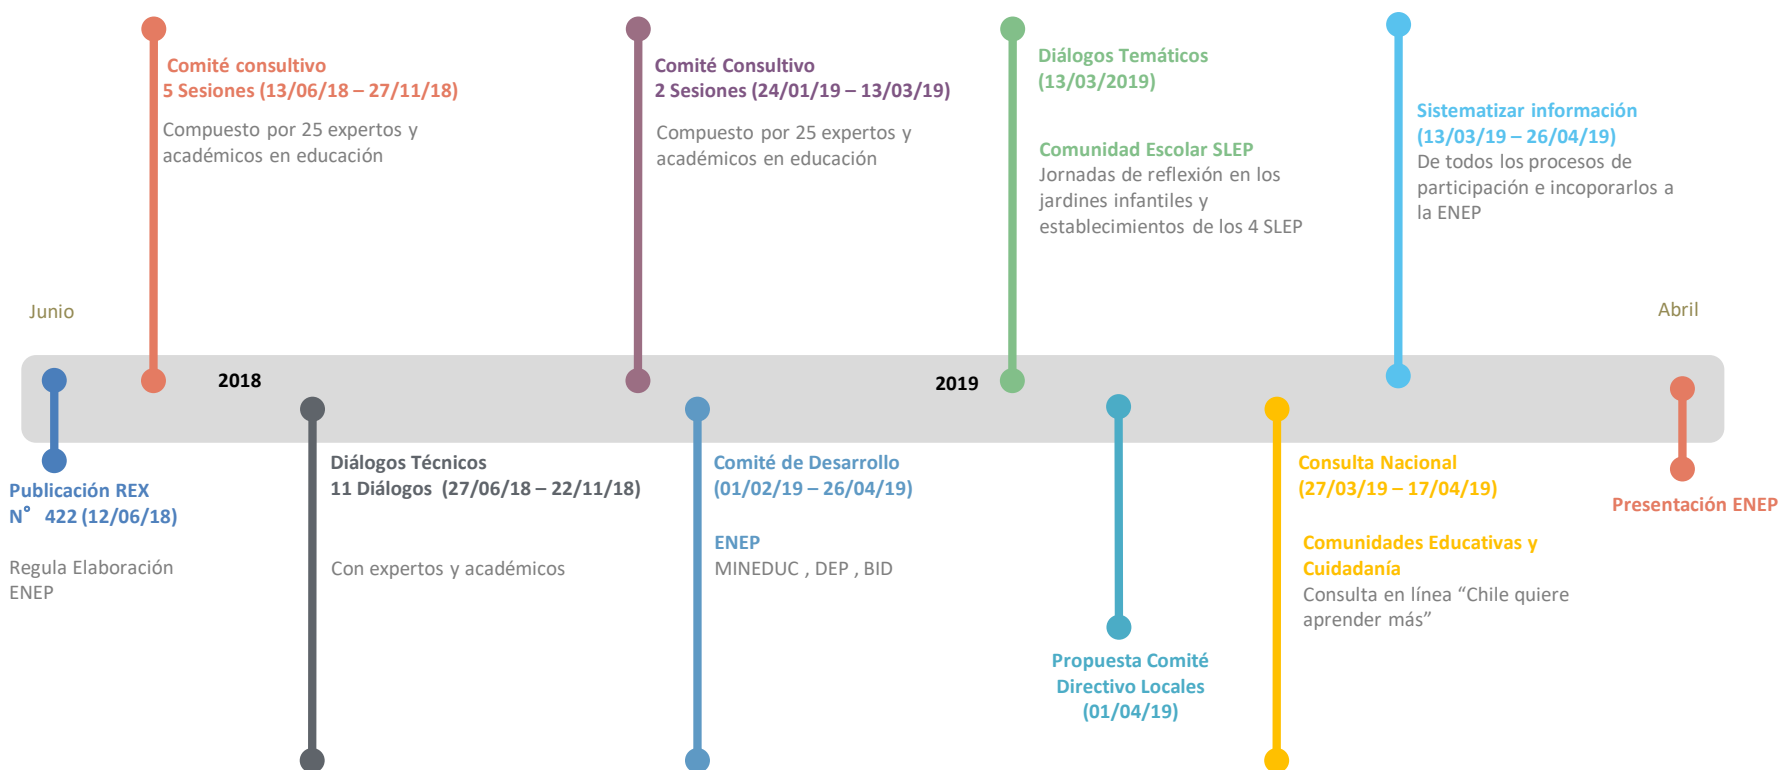 Comité consultivo
5 Sesiones (13/06/18 – 27/11/18)
Compuesto por 25 expertos y
académicos en educación
Comité Consultivo
2 Sesiones (24/01/19 – 13/03/19)
Compuesto por 25 expertos y
académicos en educación
Diálogos Temáticos
(13/03/2019)
Comunidad Escolar SLEP
Jornadas de reflexión en los
jardines infantiles y
establecimientos de los 4 SLEP
Sistematizar información
(13/03/19 – 26/04/19)
De todos los procesos de
participación e incoporarlos a
la ENEP
Junio
Abril
2018
2019
Publicación REX
N° 422 (12/06/18)
Regula Elaboración
ENEP
Diálogos Técnicos
11 Diálogos (27/06/18 – 22/11/18)
Con expertos y académicos
Comité de Desarrollo
(01/02/19 – 26/04/19)
ENEP
MINEDUC , DEP , BID
Propuesta Comité
Directivo Locales
(01/04/19)
Consulta Nacional
(27/03/19 – 17/04/19)
Comunidades Educativas y
Cuidadanía
Consulta en línea “Chile quiere
aprender más”
Presentación ENEP